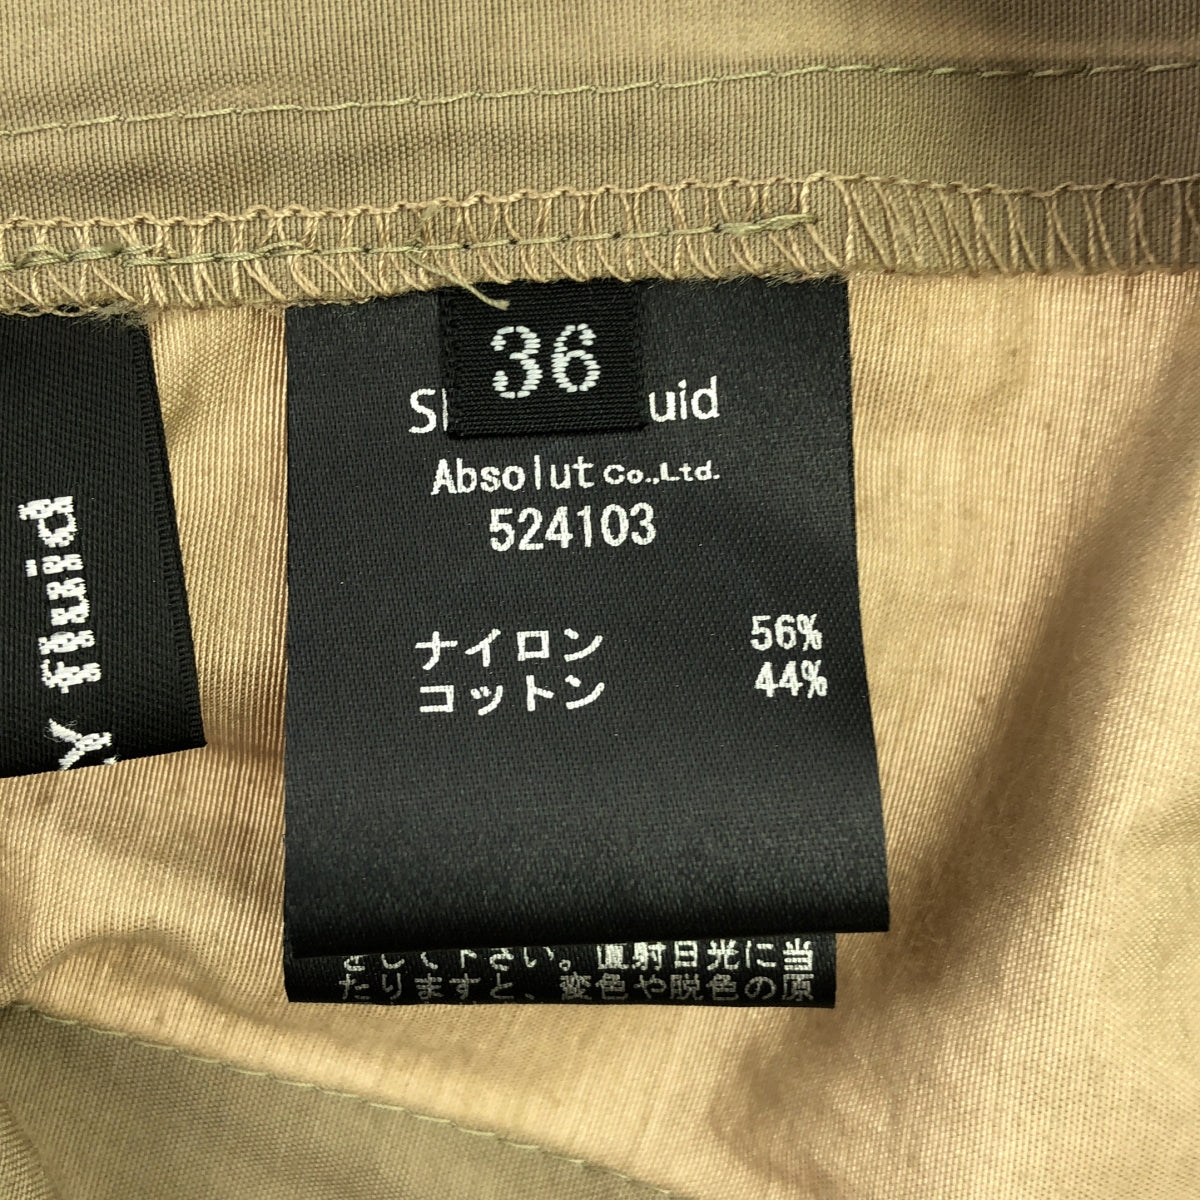 36
uid
Absolut Co.,Ltd.
524103
ナイロン 56%
コットン 44%
して下さい。直射日光に当
たりますと、変色や脱色の原
Y fluid